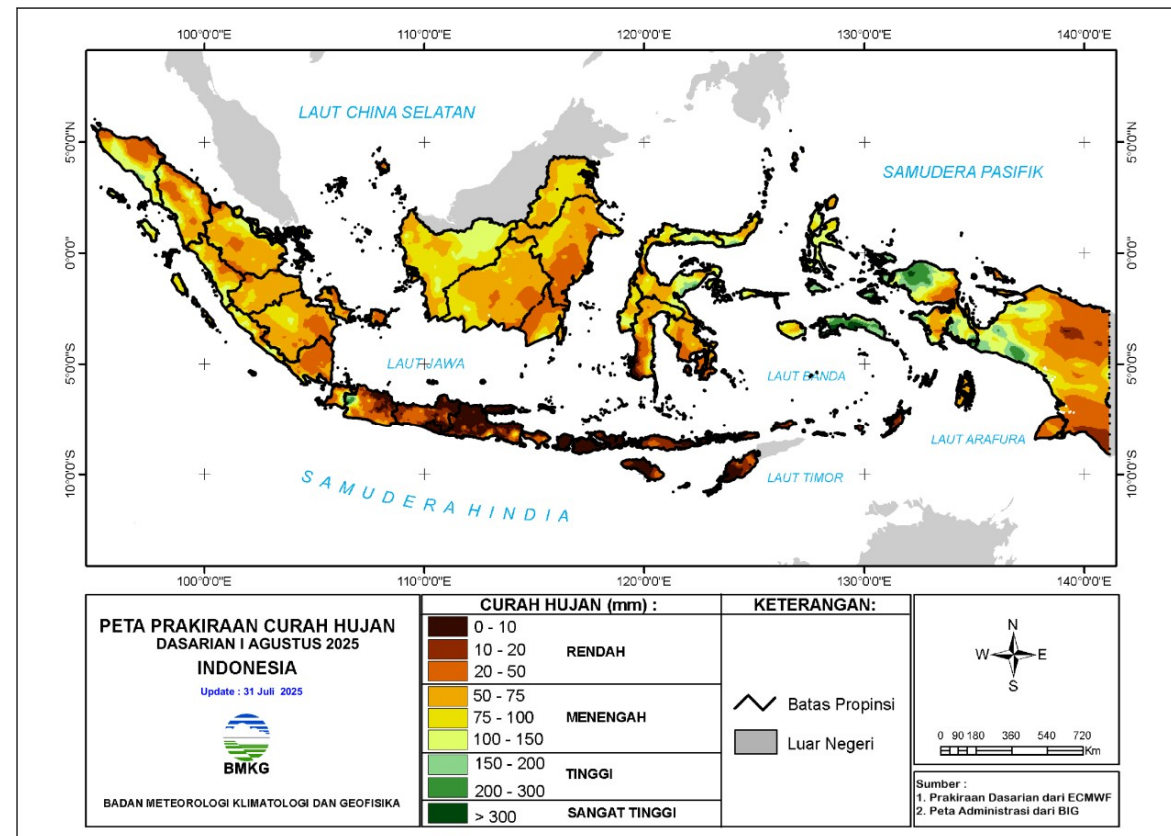 100°0'0"E 110°0'0"E 120°0'0"E 130°0'0"E 140°0'0"E
5°0'0"N
0°0'0"
5°0'0"S
10°0'0"S
5°0'0"N
0°0'0"
5°0'0"S
10°0'0"S
LAUT CHINA SELATAN
SAMUDERA PASIFIK
LAUT JAWA
LAUT BANDA
LAUT ARAFURA
LAUT TIMOR
SAMUDERA HINDIA
100°0'0"E 110°0'0"E 120°0'0"E 130°0'0"E 140°0'0"E
PETA PRAKIRAAN CURAH HUJAN
DASARIAN I AGUSTUS 2025
INDONESIA
Update : 31 Juli 2025
BMKG
BADAN METEOROLOGI KLIMATOLOGI DAN GEOFISIKA
CURAH HUJAN (mm) :
0 - 10
10 - 20 RENDAH
20 - 50
50 - 75
75 - 100 MENENGAH
100 - 150
150 - 200 TINGGI
200 - 300
> 300 SANGAT TINGGI
KETERANGAN:
Batas Propinsi
Luar Negeri
N
W E
S
0 90 180 360 540 720
Km
Sumber :
1. Prakiraan Dasarian dari ECMWF
2. Peta Administrasi dari BIG